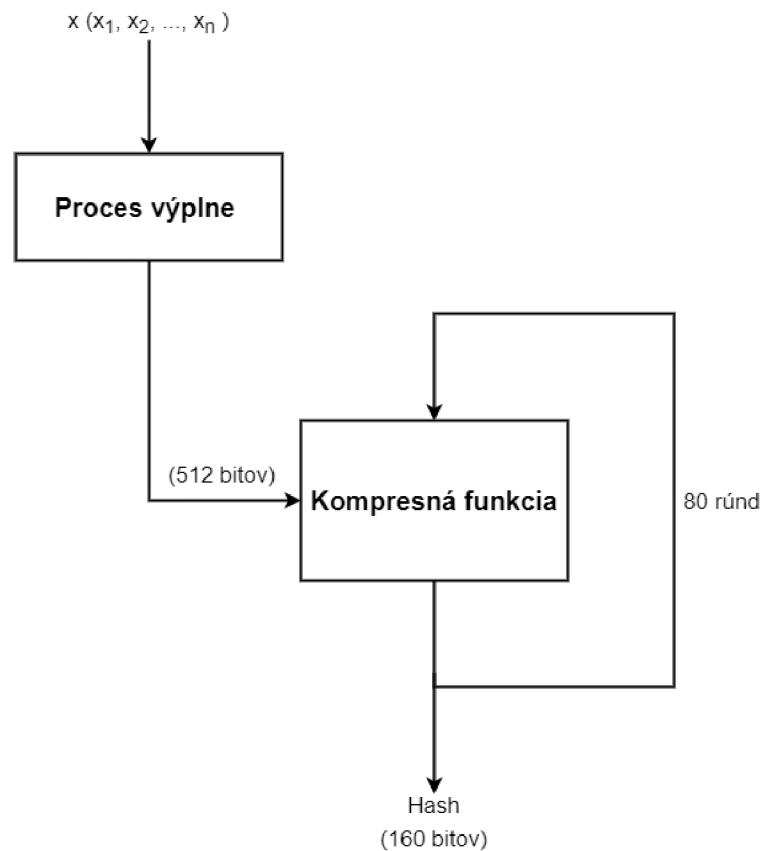 x (x₁, x₂, ..., xₙ )
Proces výplne
(512 bitov)
Kompresná funkcia
80 rúnd
Hash
(160 bitov)